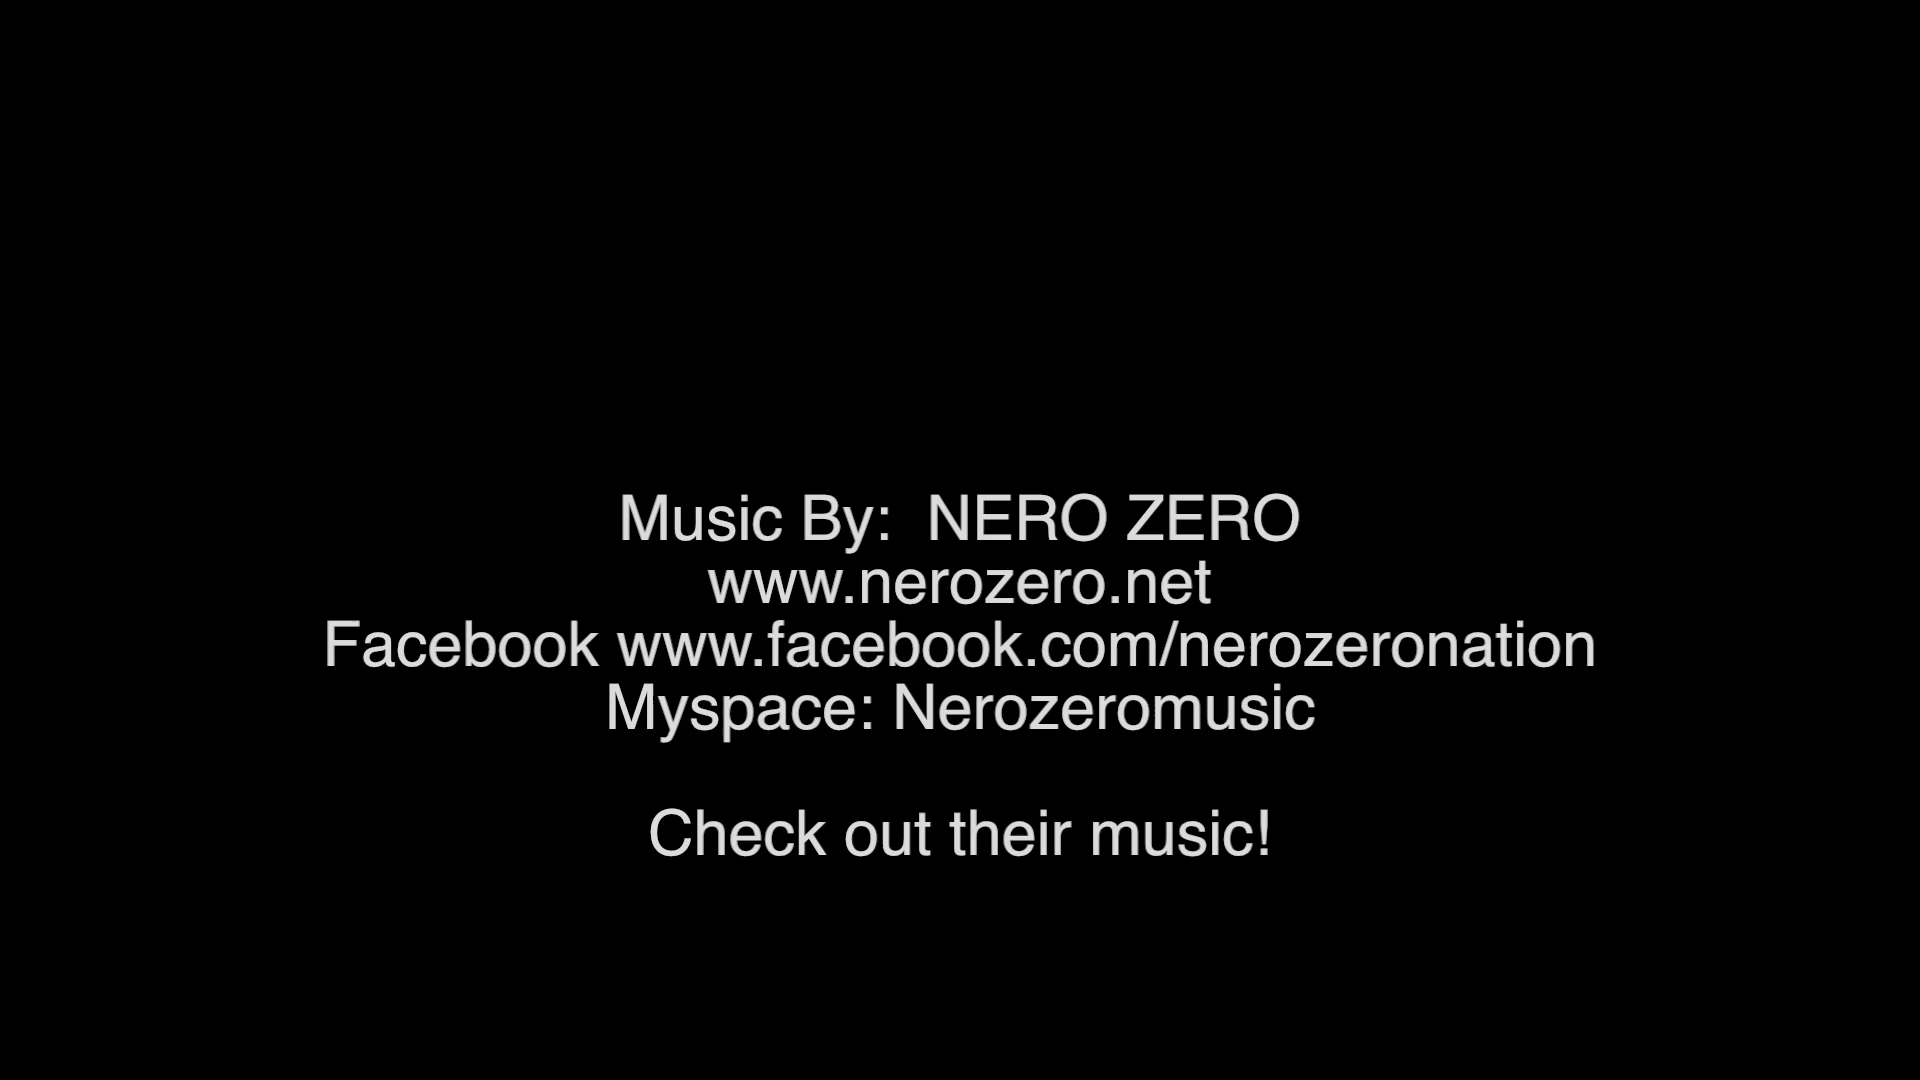 Music By:  NERO ZERO
www.nerozero.net
Facebook www.facebook.com/nerozeronation
Myspace: Nerozeromusic
Check out their music!